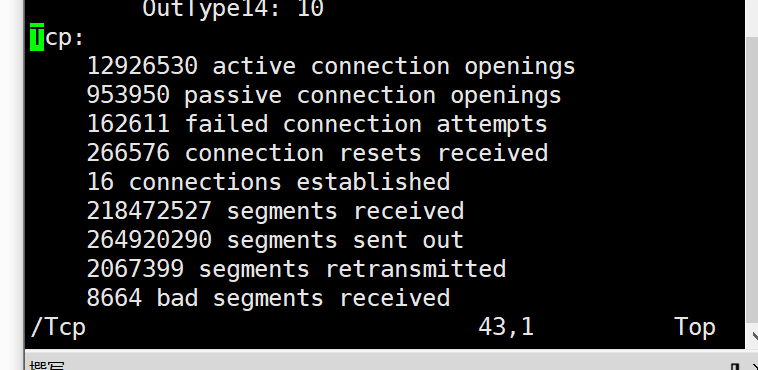 OutType14: 10
Tcp:
12926530 active connection openings
953950 passive connection openings
162611 failed connection attempts
266576 connection resets received
16 connections established
218472527 segments received
264920290 segments sent out
2067399 segments retransmitted
8664 bad segments received
/Tcp 43,1 Top
撰写